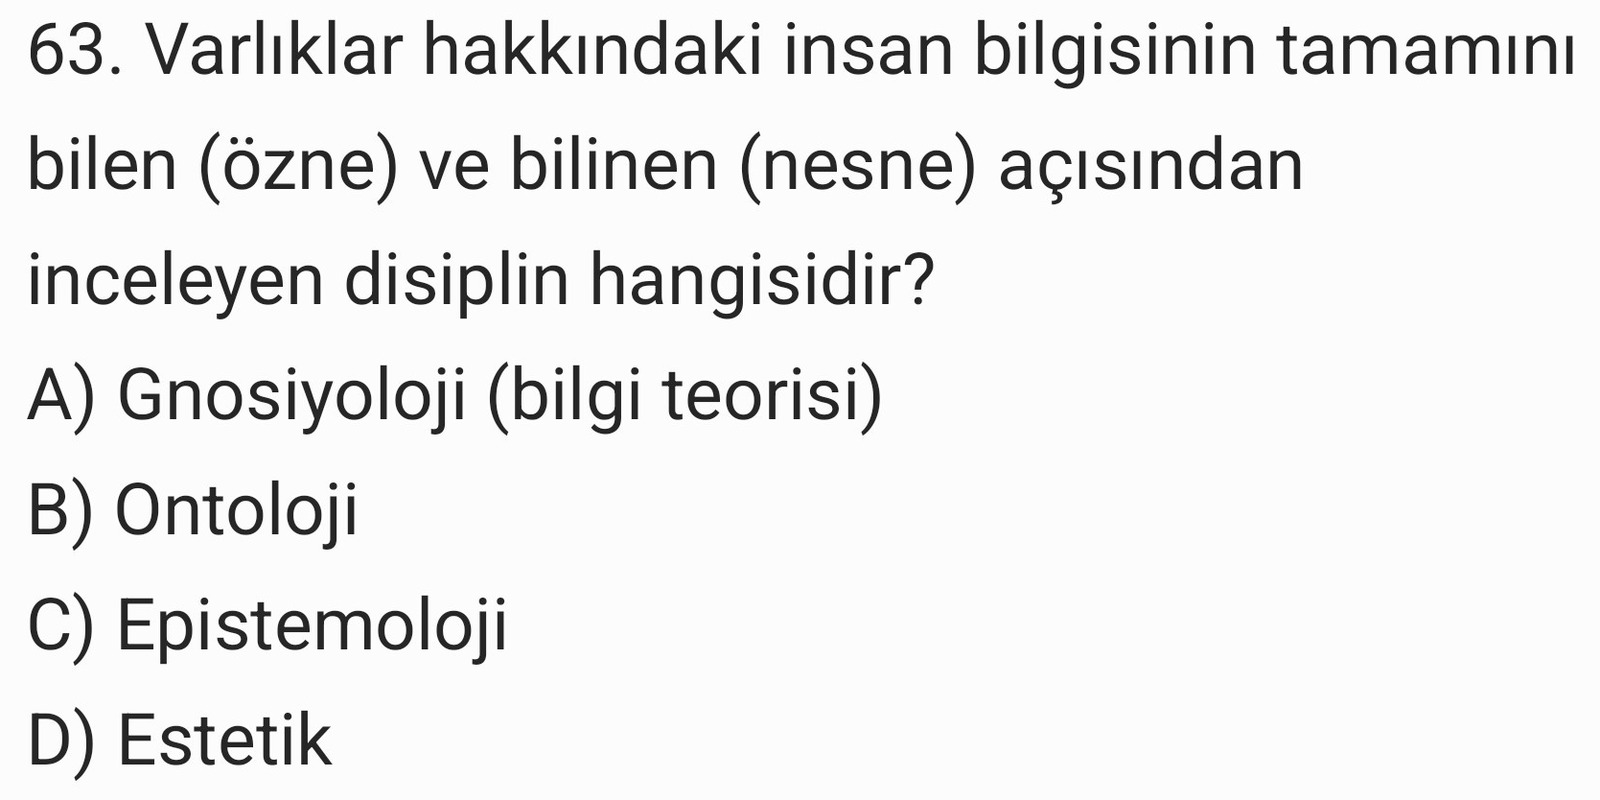 63. Varlıklar hakkındaki insan bilgisinin tamamını
bilen (özne) ve bilinen (nesne) açısından
inceleyen disiplin hangisidir?
A) Gnosiyoloji (bilgi teorisi)
B) Ontoloji
C) Epistemoloji
D) Estetik